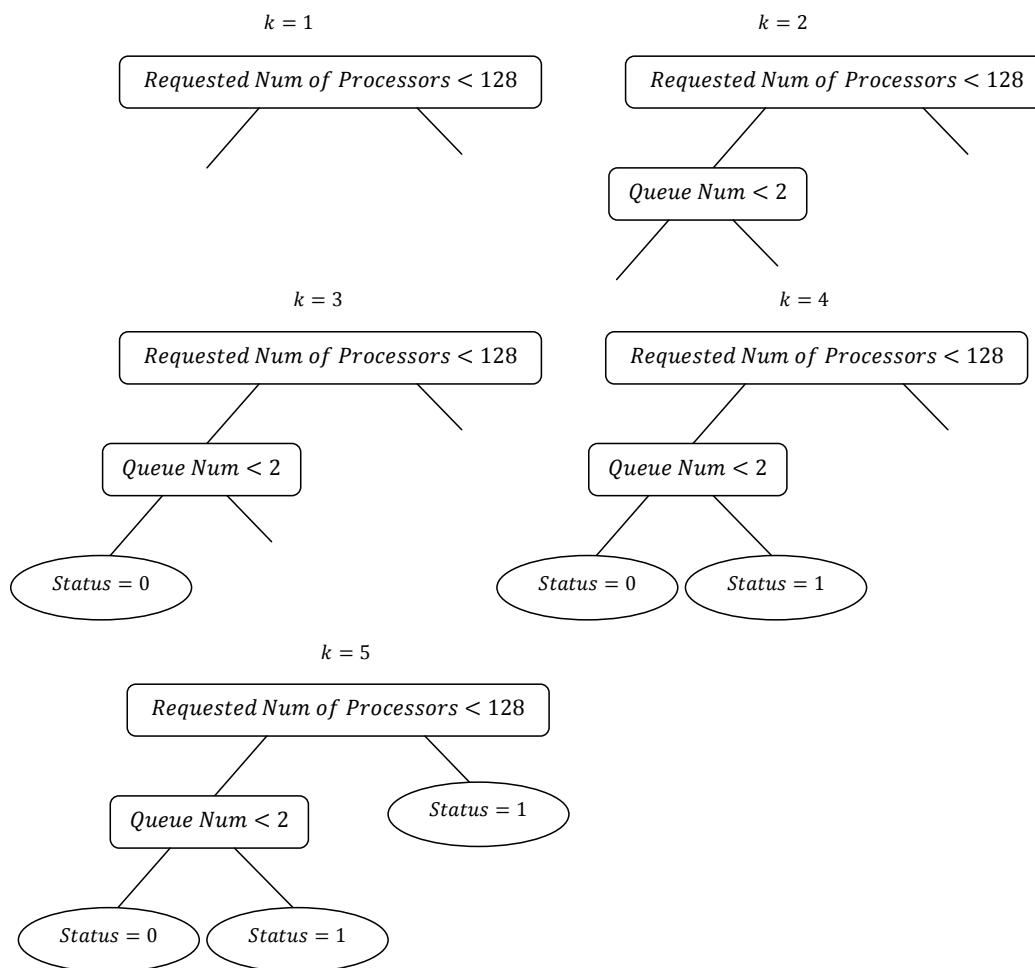 k = 1
Requested Num of Processors < 128
k = 2
Requested Num of Processors < 128
Queue Num < 2
k = 3
Requested Num of Processors < 128
Queue Num < 2
Status = 0
k = 4
Requested Num of Processors < 128
Queue Num < 2
Status = 0
Status = 1
k = 5
Requested Num of Processors < 128
Queue Num < 2
Status = 1
Status = 0
Status = 1